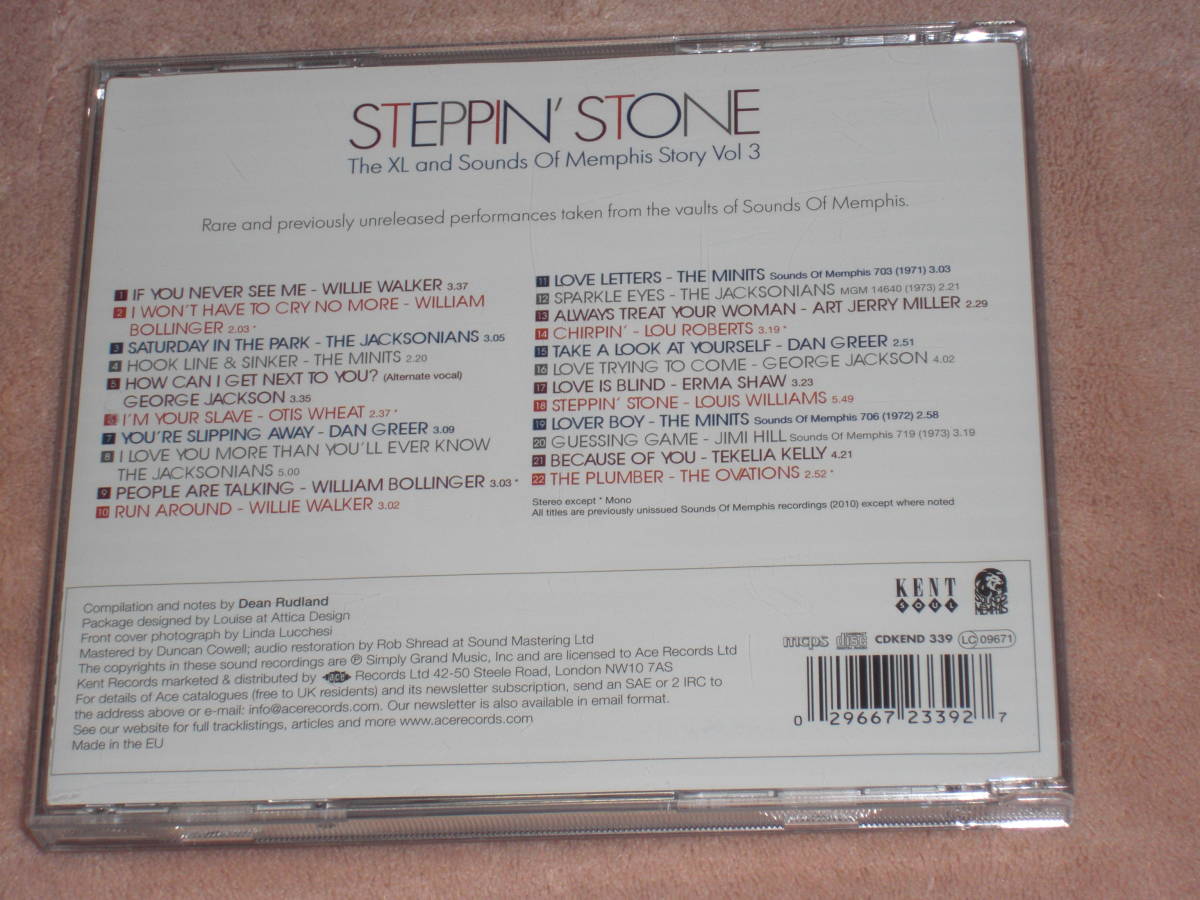 STEPPIN' STONE
The XL and Sounds Of Memphis Story Vol 3
Rare and previously unreleased performances taken from the vaults of Sounds Of Memphis.
1 IF YOU NEVER SEE ME - WILLIE WALKER 3.37
2 I WON'T HAVE TO CRY NO MORE - WILLIAM
BOLLINGER 2.03 *
3 SATURDAY IN THE PARK - THE JACKSONIANS 3.05
4 HOOK LINE & SINKER - THE MINITS 2.20
5 HOW CAN I GET NEXT TO YOU? (Alternate vocal)
GEORGE JACKSON 3.35
6 I'M YOUR SLAVE - OTIS WHEAT 2.37 *
7 YOU'RE SLIPPING AWAY - DAN GREER 3.09
8 I LOVE YOU MORE THAN YOU'LL EVER KNOW
THE JACKSONIANS 5.00
9 PEOPLE ARE TALKING - WILLIAM BOLLINGER 3.03 *
10 RUN AROUND - WILLIE WALKER 3.02
11 LOVE LETTERS - THE MINITS Sounds Of Memphis 703 (1971) 3.03
12 SPARKLE EYES - THE JACKSONIANS MGM 14640 (1973) 2.21
13 ALWAYS TREAT YOUR WOMAN - ART JERRY MILLER 2.29
14 CHIRPIN' - LOU ROBERTS 3.19 *
15 TAKE A LOOK AT YOURSELF - DAN GREER 2.51
16 LOVE TRYING TO COME - GEORGE JACKSON 4.02
17 LOVE IS BLIND - ERMA SHAW 3.23
18 STEPPIN' STONE - LOUIS WILLIAMS 5.49
19 LOVER BOY - THE MINITS Sounds Of Memphis 706 (1972) 2.58
20 GUESSING GAME - JIMI HILL Sounds Of Memphis 719 (1973) 3.19
21 BECAUSE OF YOU - TEKELIA KELLY 4.21
22 THE PLUMBER - THE OVATIONS 2.52 *
Stereo except * Mono
All titles are previously unissued Sounds Of Memphis recordings (2010) except where noted
Compilation and notes by Dean Rudland
Package designed by Louise at Attica Design
Front cover photograph by Linda Lucchesi
Mastered by Duncan Cowell; audio restoration by Rob Shread at Sound Mastering Ltd
The copyrights in these sound recordings are ℗ Simply Grand Music, Inc and are licensed to Ace Records Ltd
Kent Records marketed & distributed by ACE Records Ltd 42-50 Steele Road, London NW10 7AS
For details of Ace catalogues (free to UK residents) and its newsletter subscription, send an SAE or 2 IRC to
the address above or e-mail: info@acerecords.com. Our newsletter is also available in email format.
See our website for full tracklistings, articles and more www.acerecords.com
Made in the EU
KENT
SOUL
SOUNDS OF MEMPHIS
mcps disc CDKEND 339 LC 09671
0 29667 23392 7